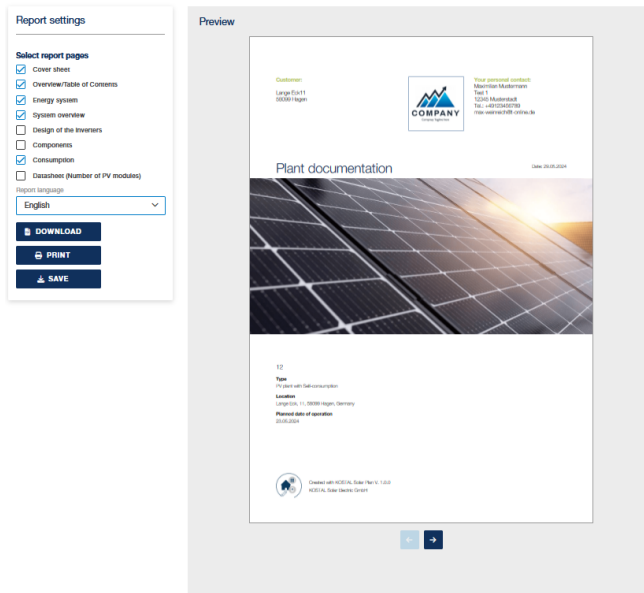 Report settings
Select report pages
Cover sheet
Overview/Table of Contents
Energy system
System overview
Design of the inverters
Components
Consumption
Datasheet (Number of PV modules)
Report language
English
DOWNLOAD
PRINT
SAVE
Preview
Customer:
Lange Eck11
58099 Hagen
COMPANY
Your personal contact:
Maximilian Mustermann
Test 1
12345 Musterstadt
Plant documentation
Date: 29.05.2024
12
Type
PV plant with Self-consumption
Location
Lange Eck, 11, 58099 Hagen, Germany
Planned date of operation
23.05.2024
Created with KOSTAL Solar Plan V. 1.0.0
KOSTAL Solar Electric GmbH